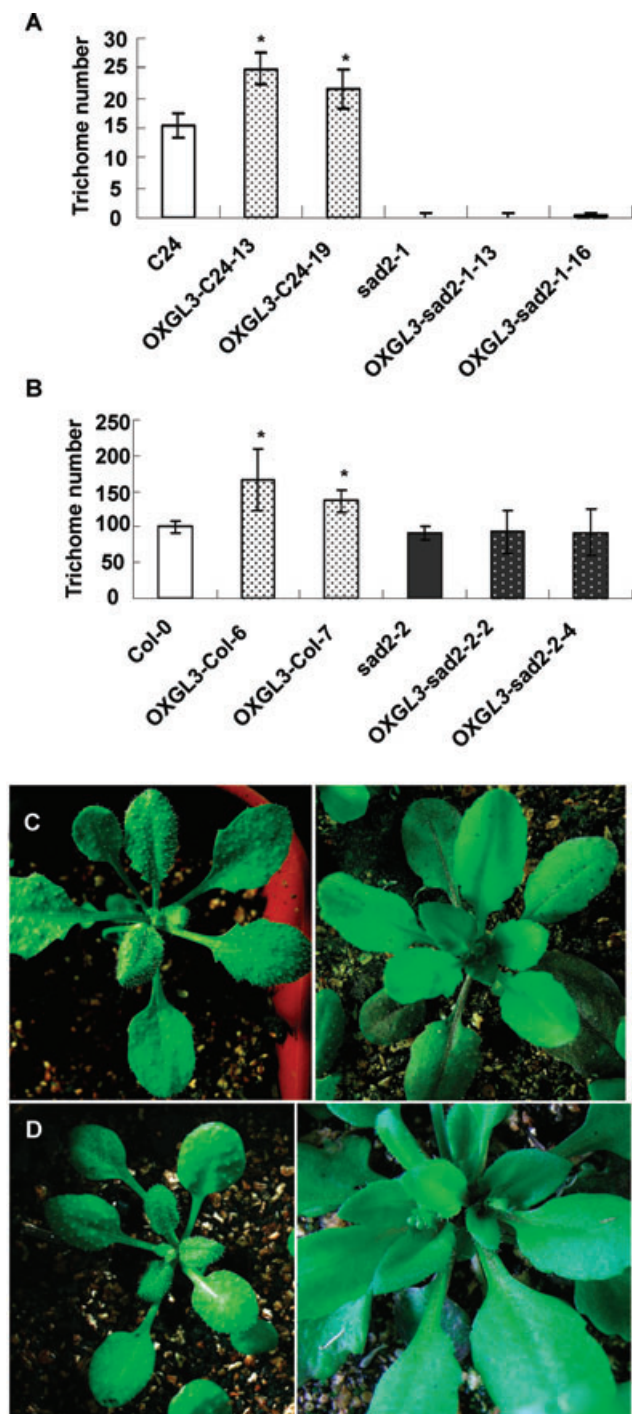 A
Trichome number
30
25
20
15
10
5
0
*
*
C24
OXGL3-C24-13
OXGL3-C24-19
sad2-1
OXGL3-sad2-1-13
OXGL3-sad2-1-16
B
Trichome number
250
200
150
100
50
0
*
*
Col-0
OXGL3-Col-6
OXGL3-Col-7
sad2-2
OXGL3-sad2-2-2
OXGL3-sad2-2-4
C
D